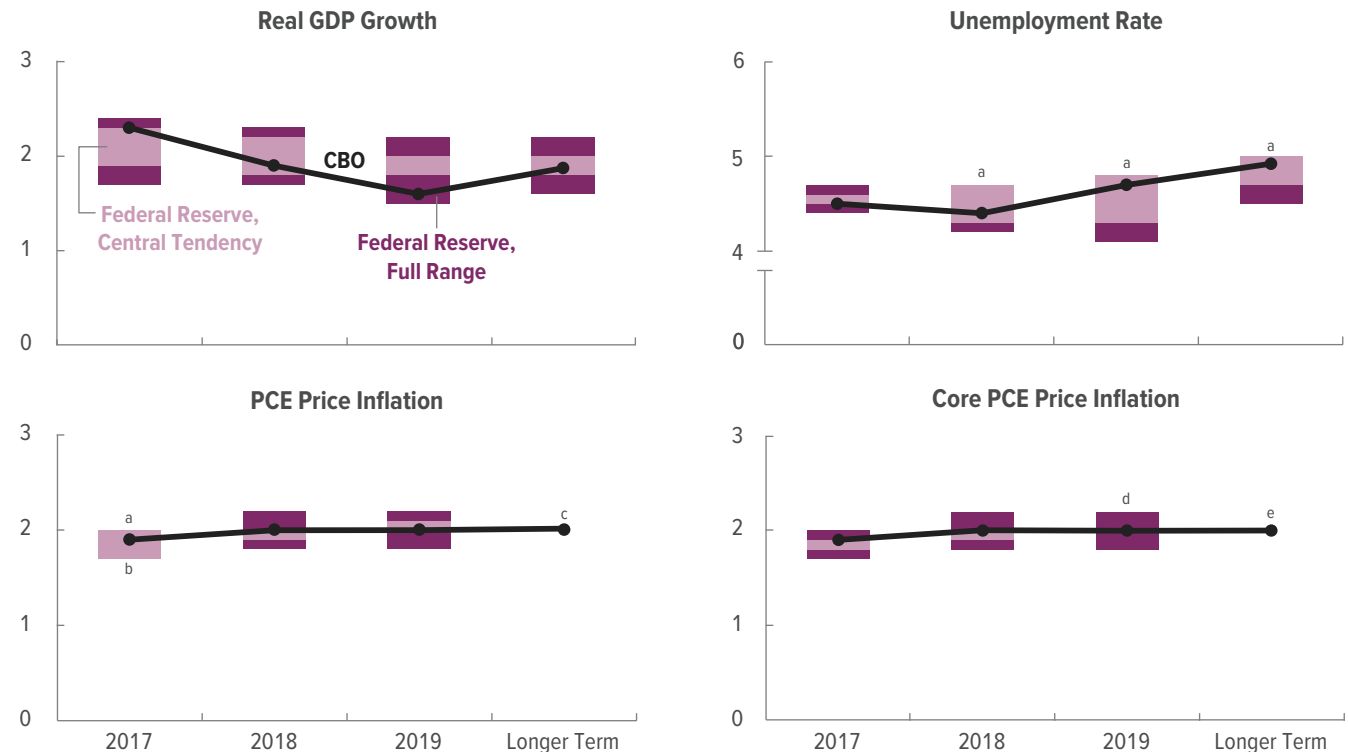 Real GDP Growth
3
2
1
0
CBO
Federal Reserve,
Central Tendency
Federal Reserve,
Full Range
Unemployment Rate
6
5
4
0
a
a
a
PCE Price Inflation
3
2
1
0
a
b
c
2017 2018 2019 Longer Term
Core PCE Price Inflation
3
2
1
0
d
e
2017 2018 2019 Longer Term